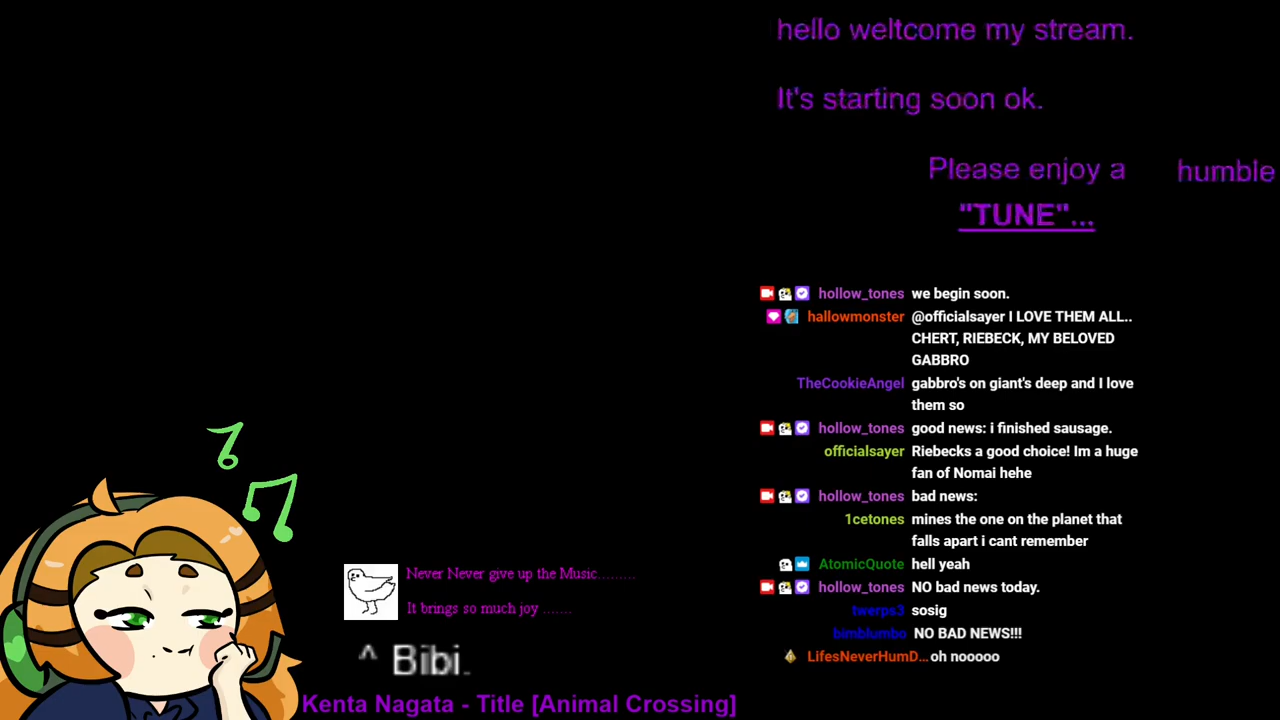 hello weltcome my stream.
It's starting soon ok.
Please enjoy a humble
"TUNE"...
hollow_tones we begin soon.
hallowmonster @officialsayer I LOVE THEM ALL..
CHERT, RIEBECK, MY BELOVED
GABBRO
TheCookieAngel gabbro's on giant's deep and I love
them so
hollow_tones good news: i finished sausage.
officialsayer Riebecks a good choice! Im a huge
fan of Nomai hehe
hollow_tones bad news:
1cetones mines the one on the planet that
falls apart i cant remember
AtomicQuote hell yeah
hollow_tones NO bad news today.
twerps3 sosig
bimblumbo NO BAD NEWS!!!
LifesNeverHumD... oh nooooo
Never Never give up the Music.........
It brings so much joy .......
^ Bibi.
Kenta Nagata - Title [Animal Crossing]